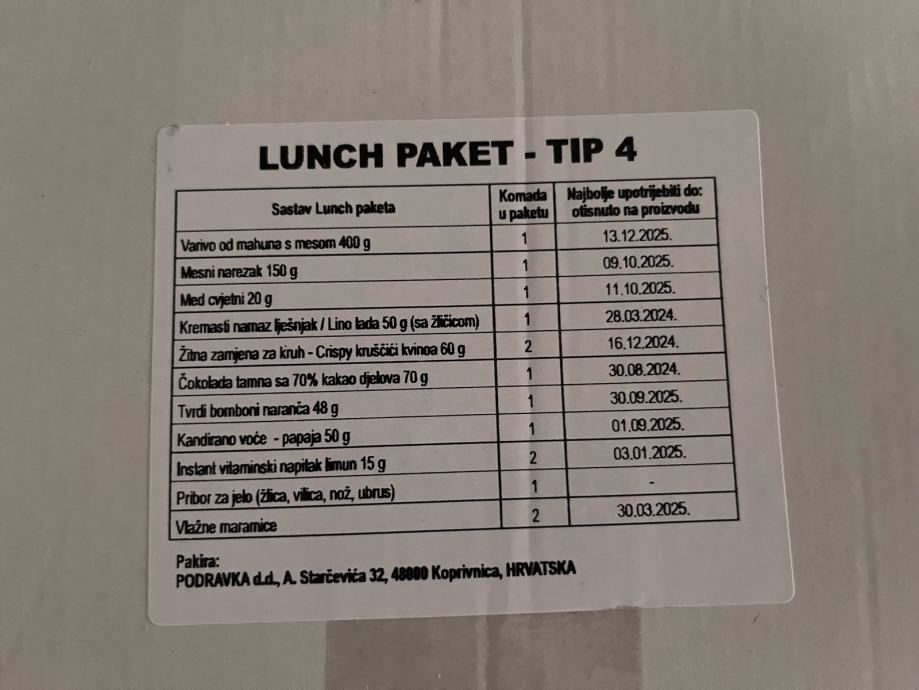 LUNCH PAKET - TIP 4
Sastav Lunch paketa Komada u paketu Najbolje upotrijebiti do: otisnuto na proizvodu
Varivo od mahuna s mesom 400 g 1 13.12.2025.
Mesni narezak 150 g 1 09.10.2025.
Med cvjetni 20 g 1 11.10.2025.
Kremasti namaz lješnjak / Lino lada 50 g (sa žličicom) 1 28.03.2024.
Žitna zamjena za kruh - Crispy kruščići kvinoa 60 g 2 16.12.2024.
Čokolada tamna sa 70% kakao djelova 70 g 1 30.08.2024.
Tvrdi bomboni naranča 48 g 1 30.09.2025.
Kandirano voće - papaja 50 g 1 01.09.2025.
Instant vitaminski napitak limun 15 g 2 03.01.2025.
Pribor za jelo (žlica, vilica, nož, ubrus) 1 -
Vlažne maramice 2 30.03.2025.
Pakira:
PODRAVKA d.d., A. Starčevića 32, 48000 Koprivnica, HRVATSKA